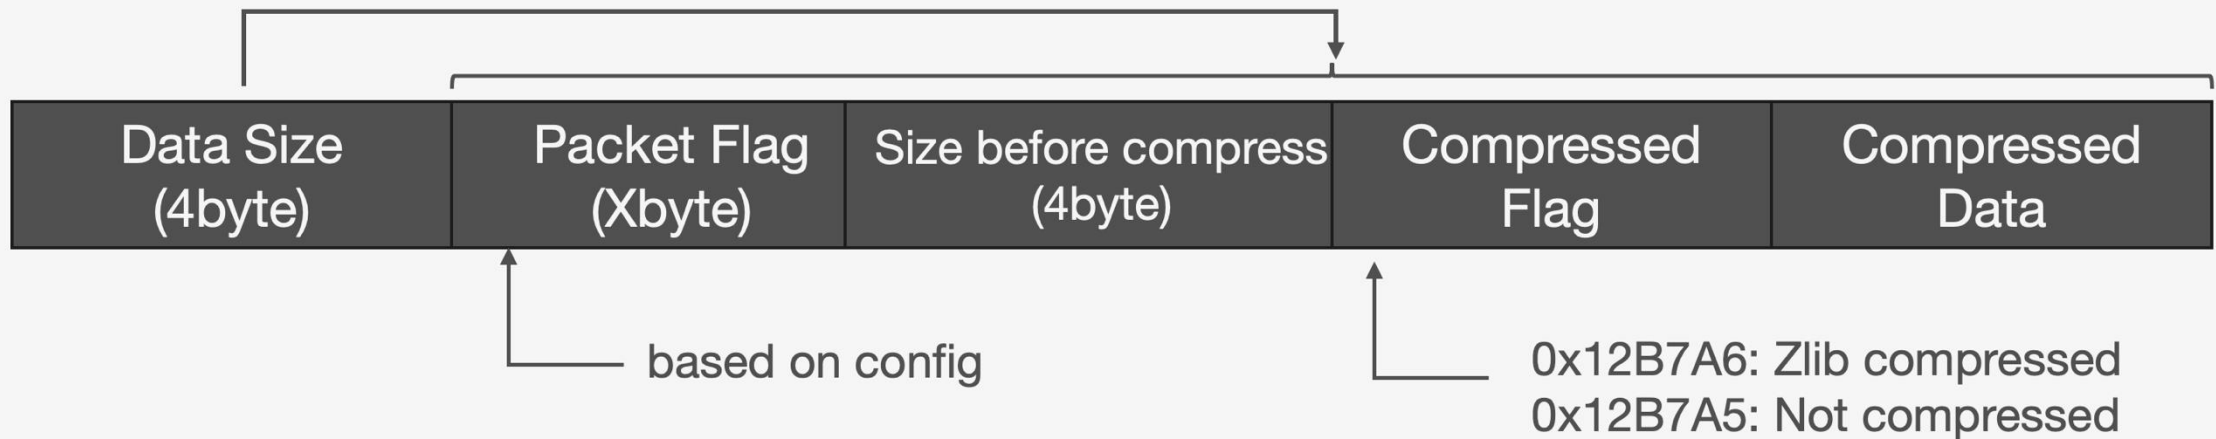 Data Size
(4byte)
Packet Flag
(Xbyte)
Size before compress
(4byte)
Compressed
Flag
Compressed
Data
based on config
0x12B7A6: Zlib compressed
0x12B7A5: Not compressed